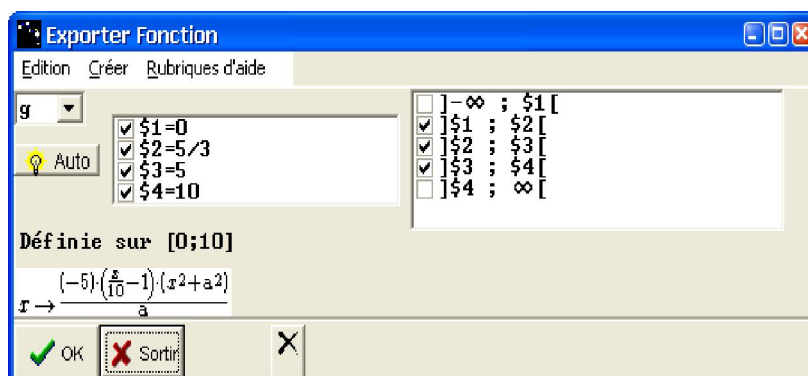 Exporter Fonction
Edition Créer Rubriques d'aide
g
Auto
$1=0
$2=5/3
$3=5
$4=10
]-∞ ; $1[
]$1 ; $2[
]$2 ; $3[
]$3 ; $4[
]$4 ; ∞[
Définie sur [0;10]
x→ (-5)·(a/10-1)·(x²+a²)/a
OK Sortir